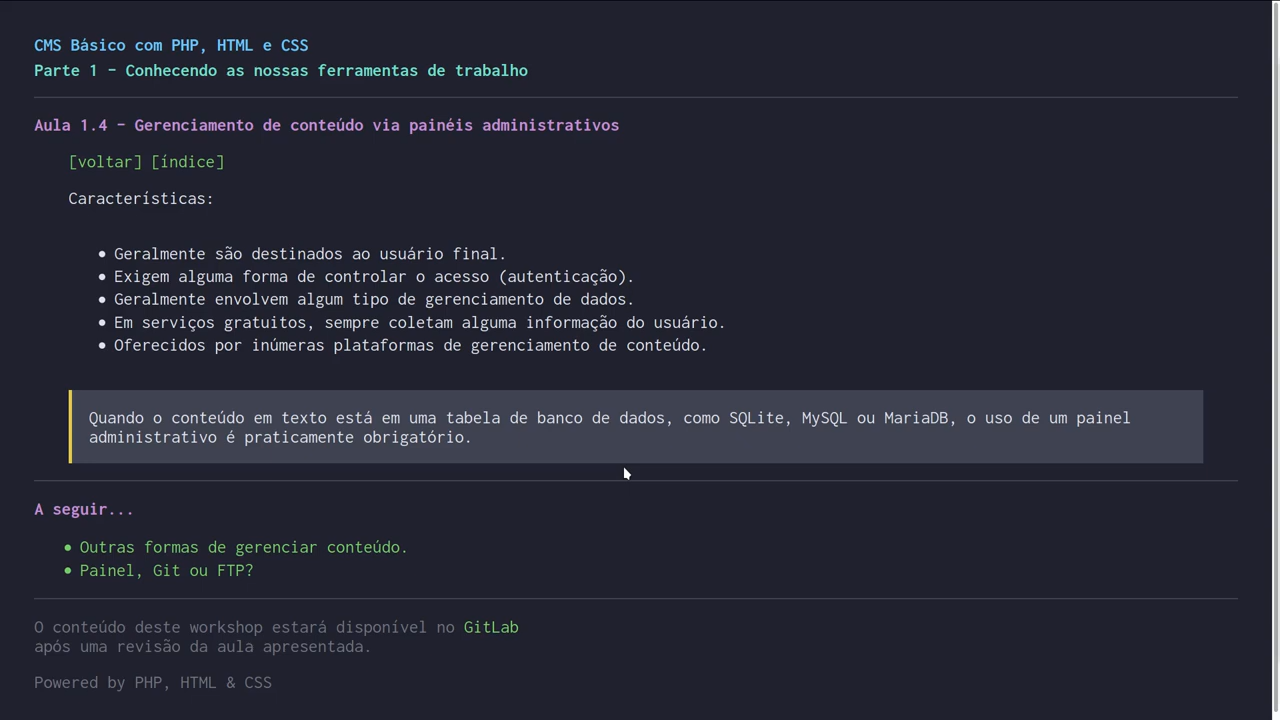 CMS Básico com PHP, HTML e CSS
Parte 1 - Conhecendo as nossas ferramentas de trabalho
Aula 1.4 - Gerenciamento de conteúdo via painéis administrativos
[voltar] [índice]
Características:
• Geralmente são destinados ao usuário final.
• Exigem alguma forma de controlar o acesso (autenticação).
• Geralmente envolvem algum tipo de gerenciamento de dados.
• Em serviços gratuitos, sempre coletam alguma informação do usuário.
• Oferecidos por inúmeras plataformas de gerenciamento de conteúdo.
Quando o conteúdo em texto está em uma tabela de banco de dados, como SQLite, MySQL ou MariaDB, o uso de um painel
administrativo é praticamente obrigatório.
A seguir...
• Outras formas de gerenciar conteúdo.
• Painel, Git ou FTP?
O conteúdo deste workshop estará disponível no GitLab
após uma revisão da aula apresentada.
Powered by PHP, HTML & CSS